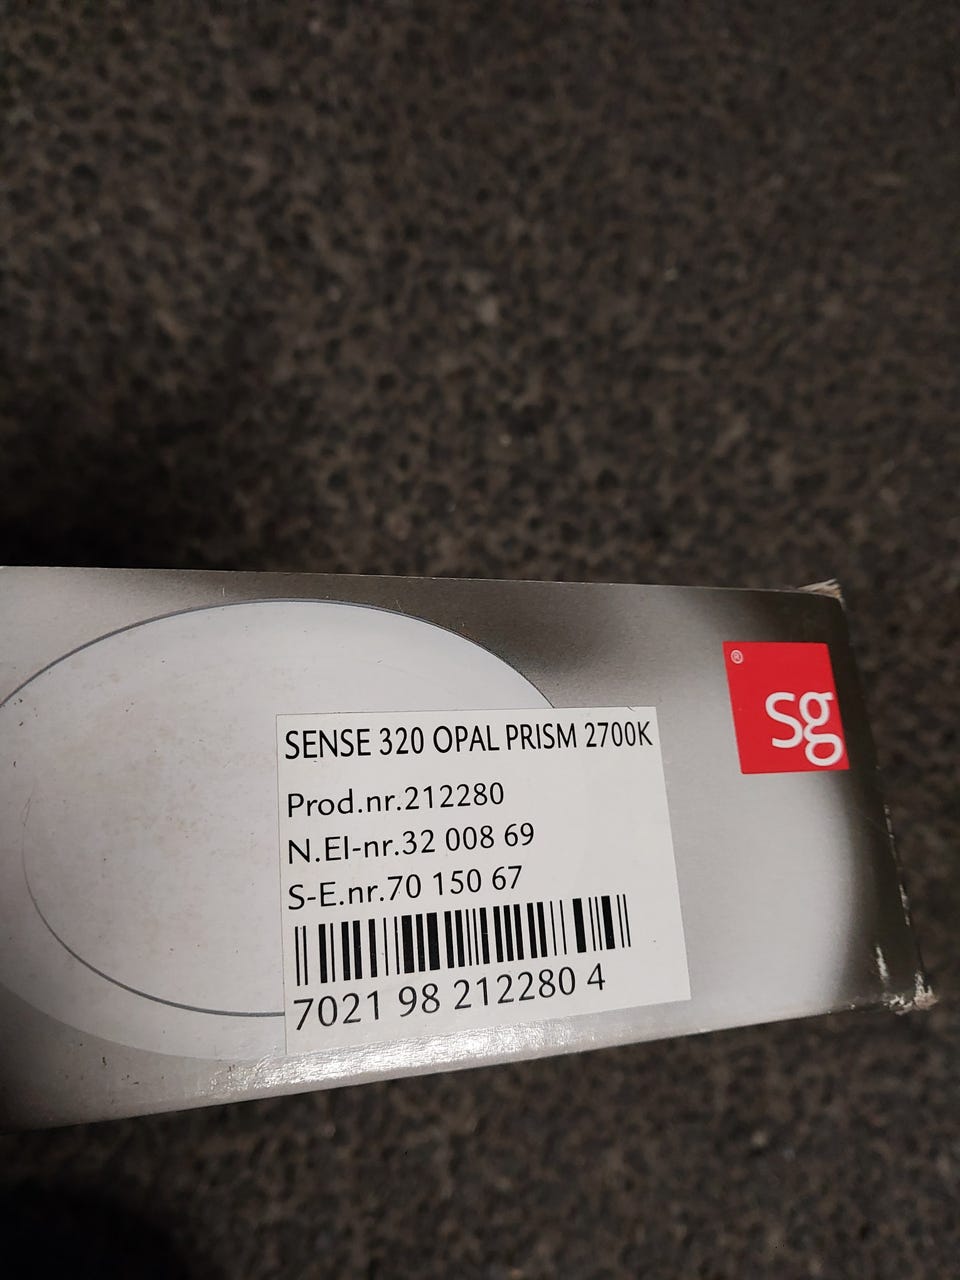 ®
sg
SENSE 320 OPAL PRISM 2700K
Prod.nr.212280
N.El-nr.32 008 69
S-E.nr.70 150 67
7021 98 212280 4